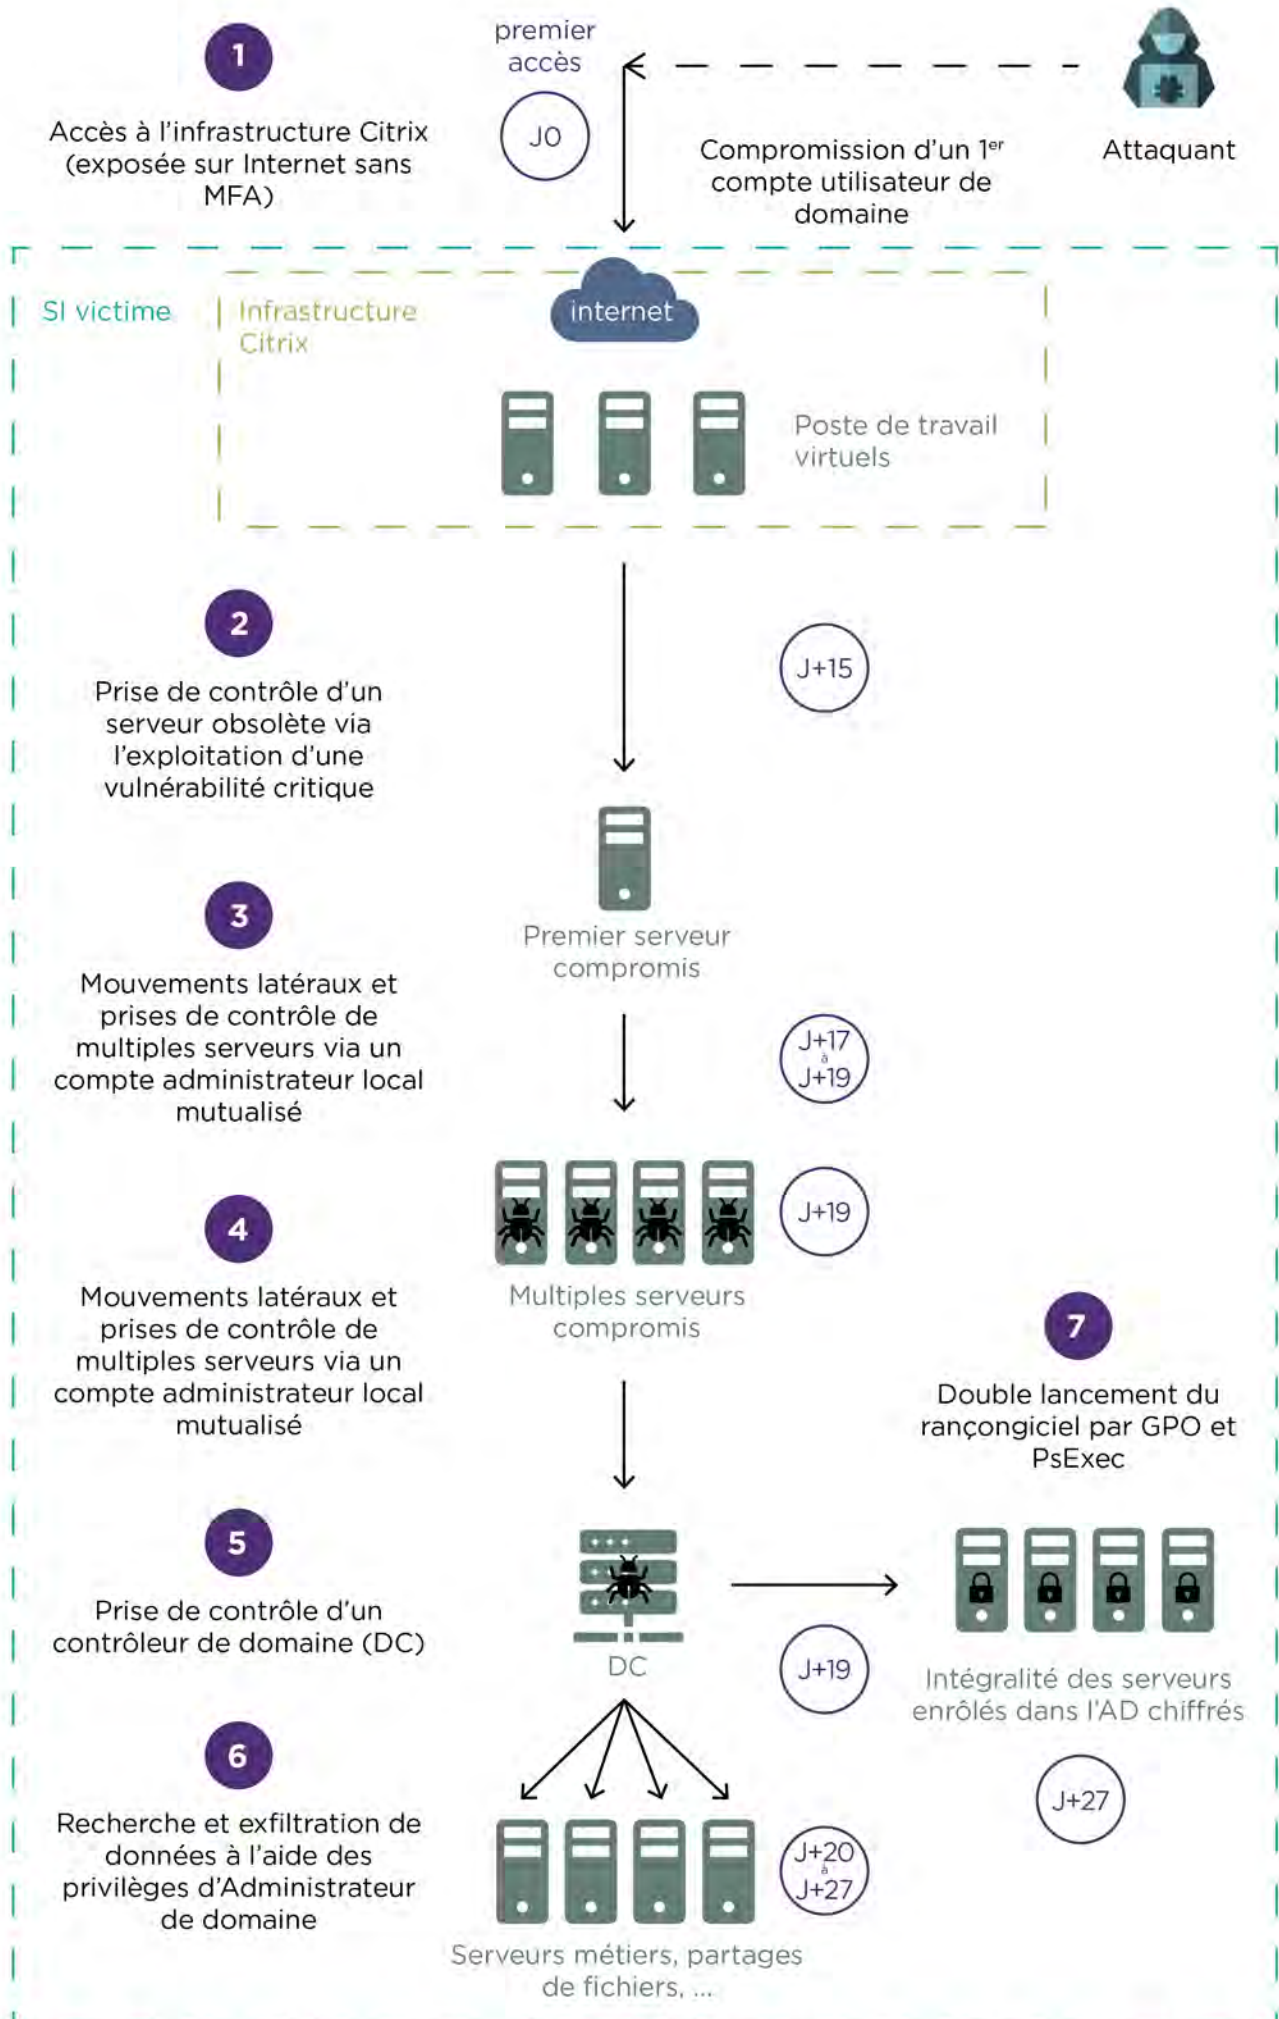 1
premier
accès
J0
Accès à l'infrastructure Citrix
(exposée sur Internet sans
MFA)
Compromission d'un 1er
compte utilisateur de
domaine
Attaquant
SI victime
Infrastructure
Citrix
internet
Poste de travail
virtuels
2
Prise de contrôle d'un
serveur obsolète via
l'exploitation d'une
vulnérabilité critique
J+15
Premier serveur
compromis
3
Mouvements latéraux et
prises de contrôle de
multiples serveurs via un
compte administrateur local
mutualisé
J+17
à
J+19
4
Mouvements latéraux et
prises de contrôle de
multiples serveurs via un
compte administrateur local
mutualisé
J+19
Multiples serveurs
compromis
7
Double lancement du
rançongiciel par GPO et
PsExec
5
Prise de contrôle d'un
contrôleur de domaine (DC)
DC
J+19
Intégralité des serveurs
enrôlés dans l'AD chiffrés
J+27
6
Recherche et exfiltration de
données à l'aide des
privilèges d'Administrateur
de domaine
J+20
à
J+27
Serveurs métiers, partages
de fichiers, ...